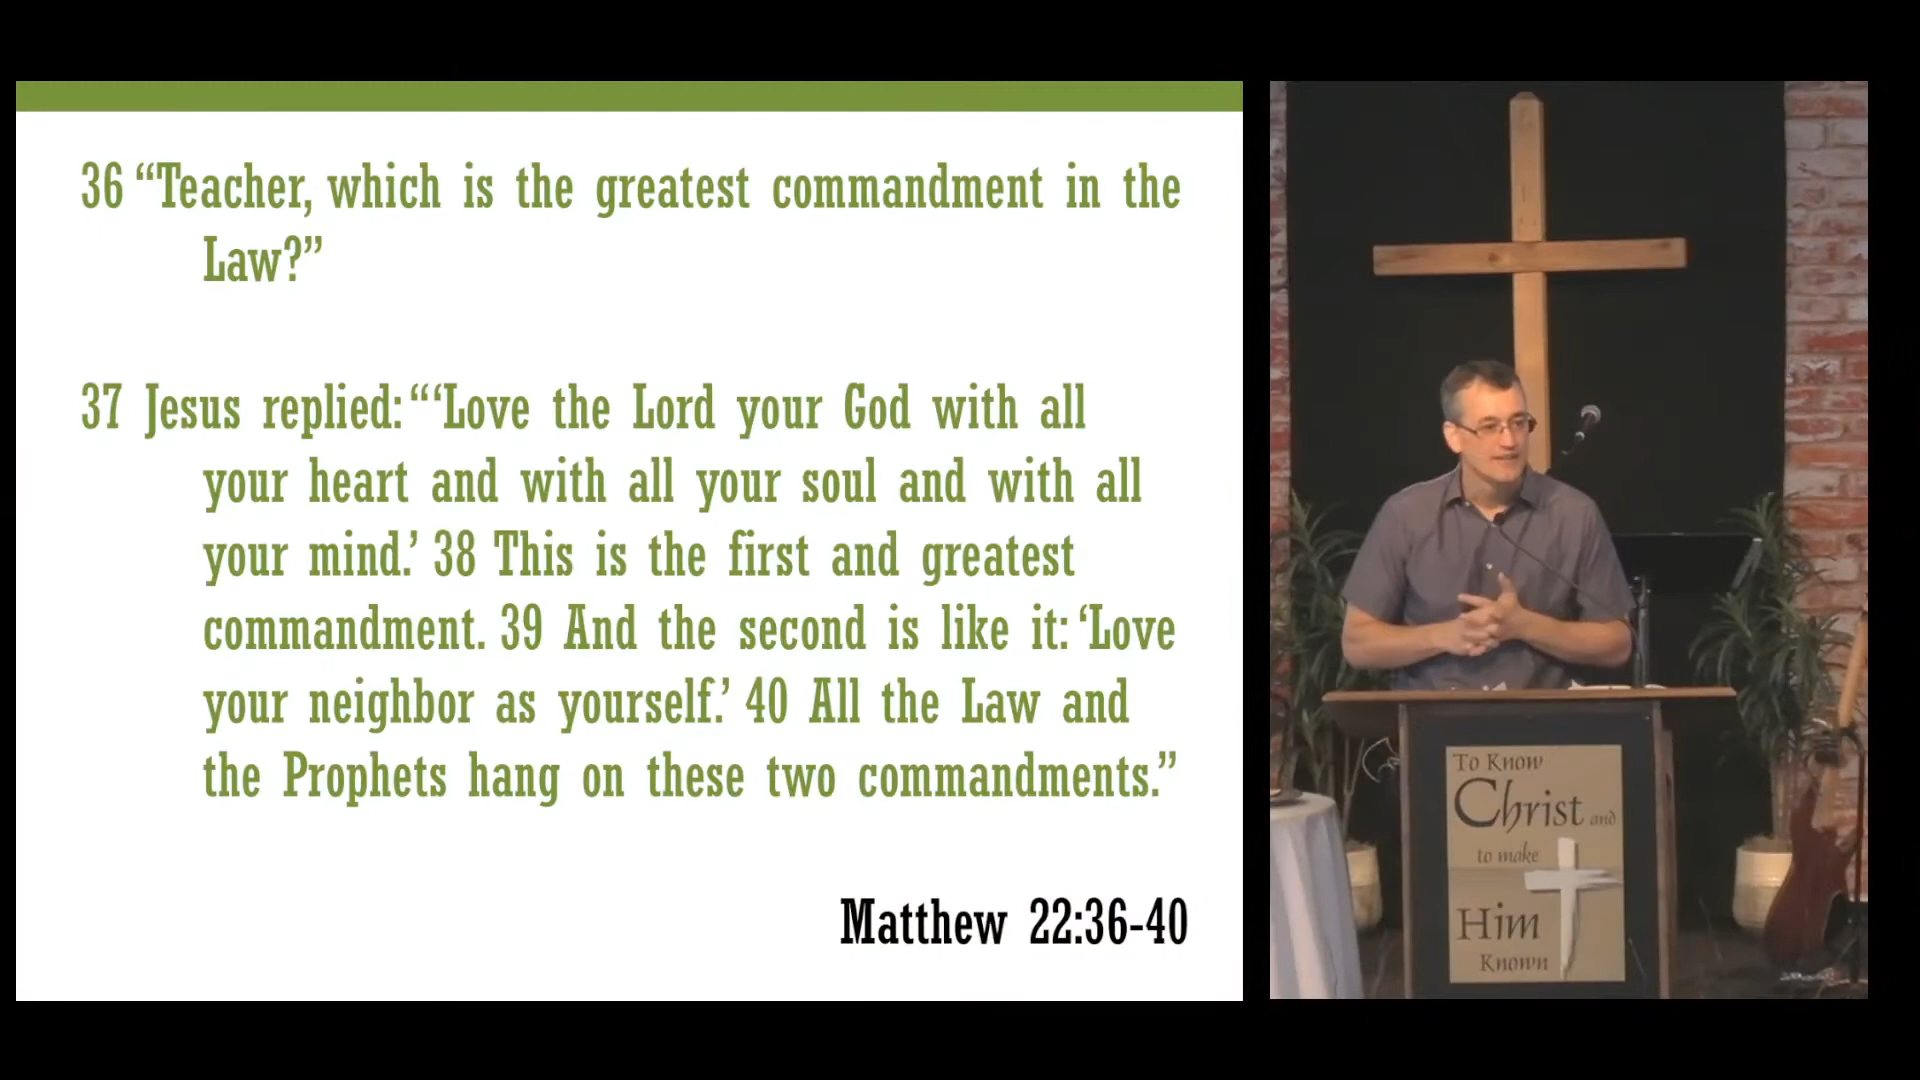 36 “Teacher, which is the greatest commandment in the
Law?”
37 Jesus replied: “‘Love the Lord your God with all
your heart and with all your soul and with all
your mind.’ 38 This is the first and greatest
commandment. 39 And the second is like it: ‘Love
your neighbor as yourself.’ 40 All the Law and
the Prophets hang on these two commandments.”
Matthew 22:36-40
To Know
Christ and
to make
Him
Known